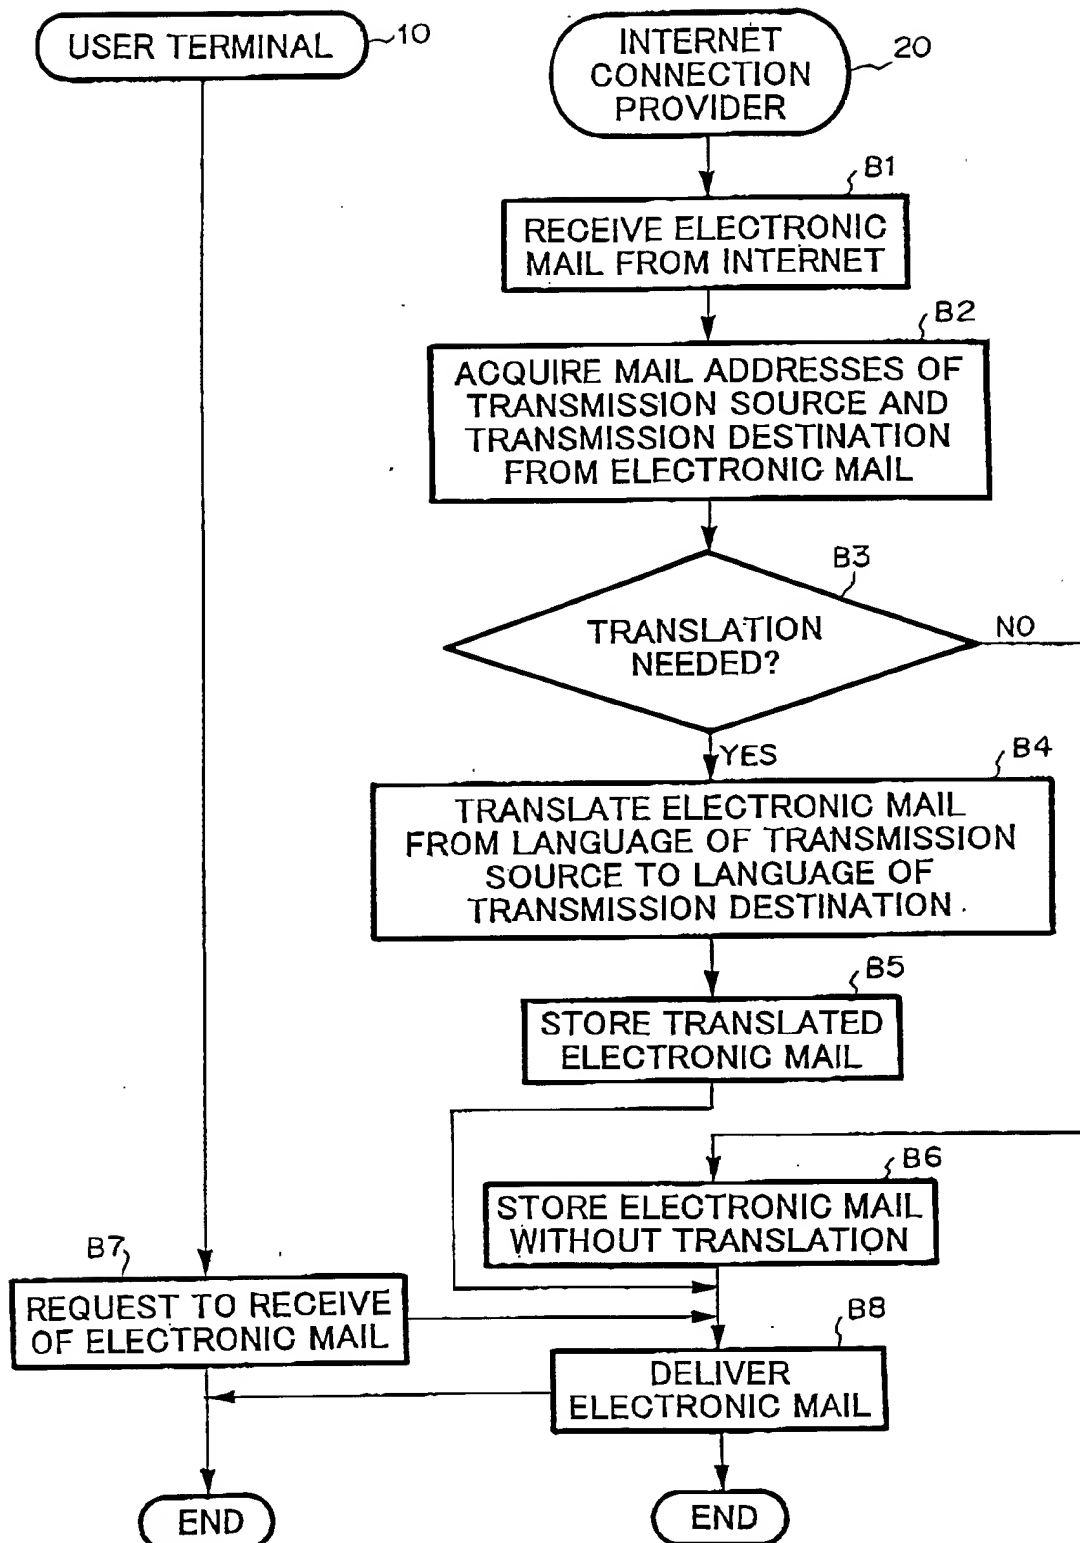 USER TERMINAL
10
INTERNET
CONNECTION
PROVIDER
20
B1
RECEIVE ELECTRONIC
MAIL FROM INTERNET
B2
ACQUIRE MAIL ADDRESSES OF
TRANSMISSION SOURCE AND
TRANSMISSION DESTINATION
FROM ELECTRONIC MAIL
B3
TRANSLATION
NEEDED?
NO
YES
B4
TRANSLATE ELECTRONIC MAIL
FROM LANGUAGE OF TRANSMISSION
SOURCE TO LANGUAGE OF
TRANSMISSION DESTINATION
B5
STORE TRANSLATED
ELECTRONIC MAIL
B6
STORE ELECTRONIC MAIL
WITHOUT TRANSLATION
B7
REQUEST TO RECEIVE
OF ELECTRONIC MAIL
B8
DELIVER
ELECTRONIC MAIL
END
END